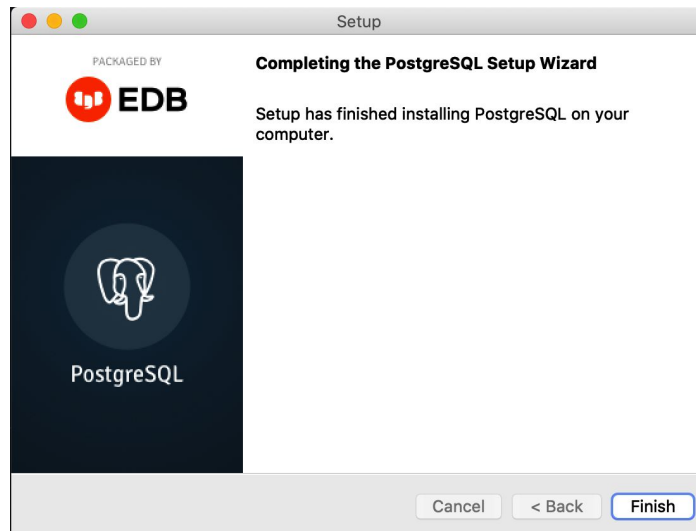 Setup
PACKAGED BY
EDB
Completing the PostgreSQL Setup Wizard
Setup has finished installing PostgreSQL on your
computer.
PostgreSQL
Cancel
< Back
Finish